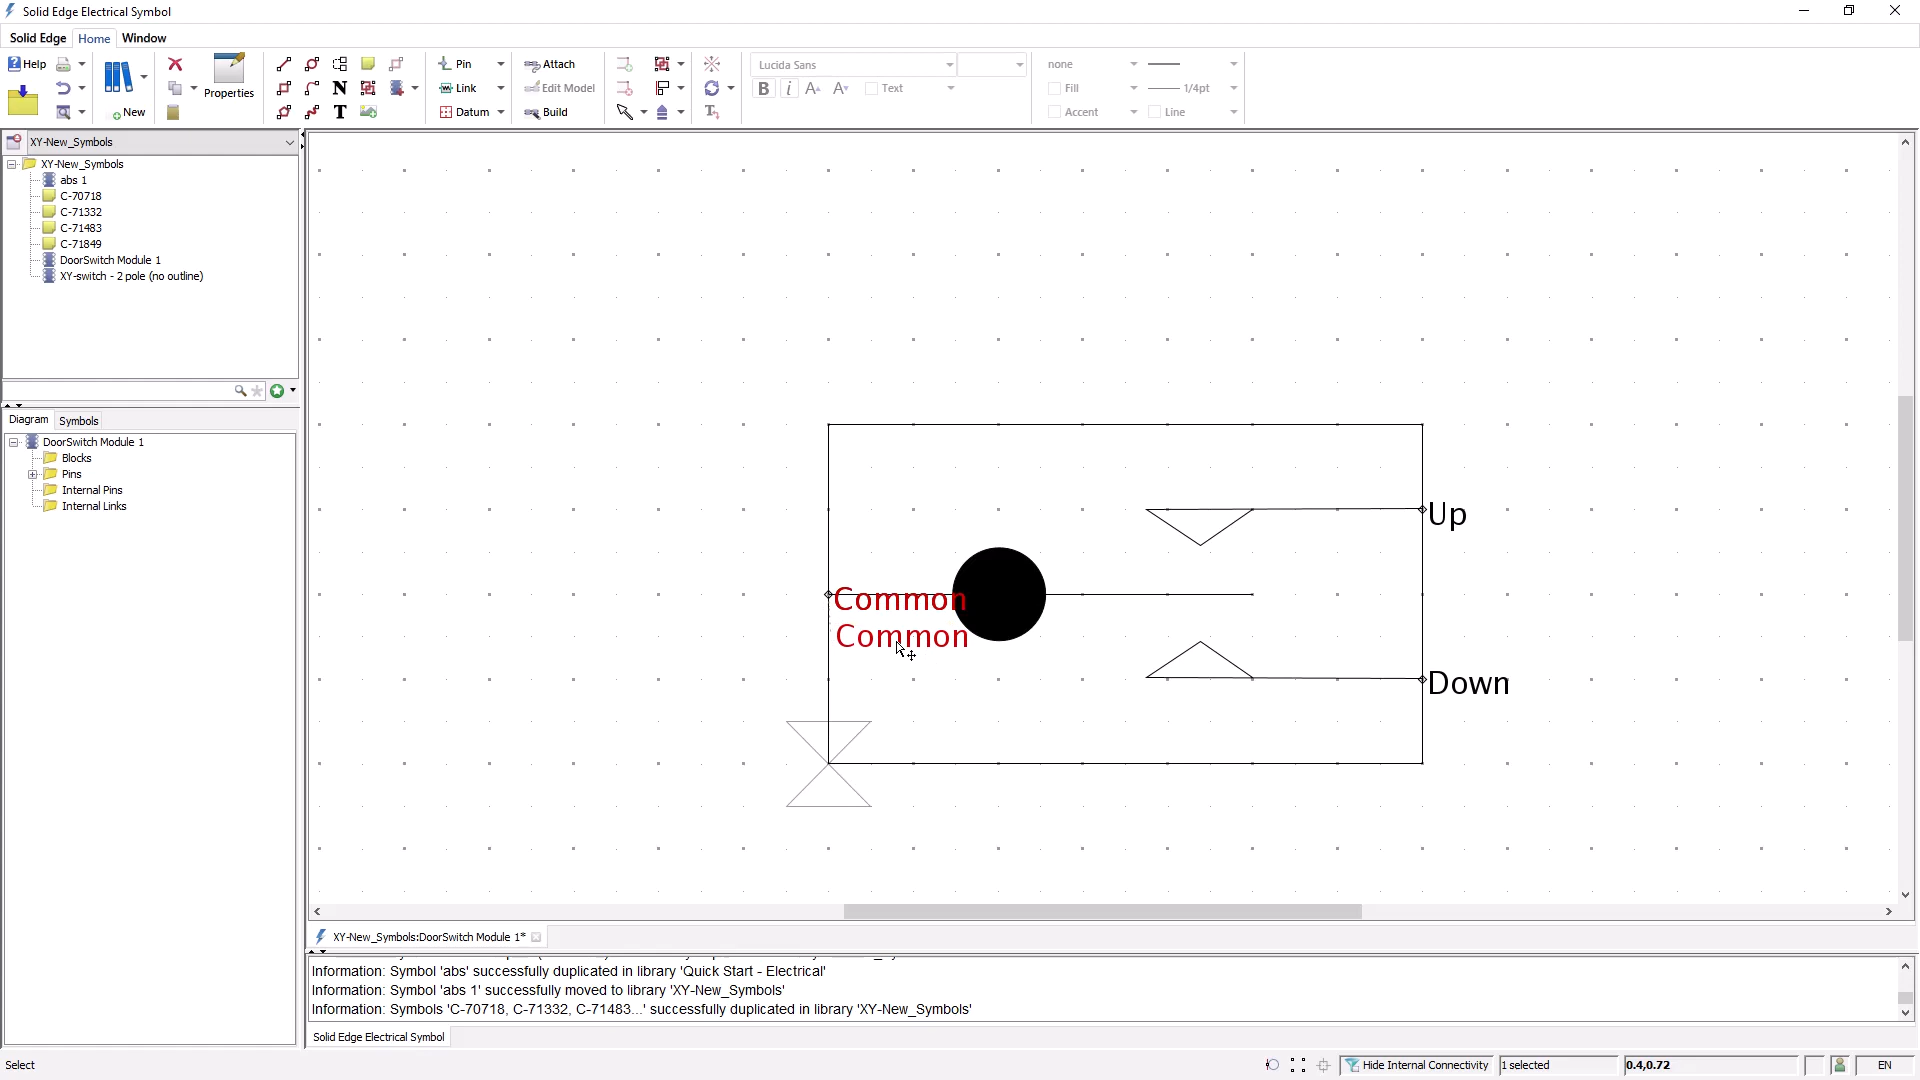 Solid Edge Electrical Symbol
Solid Edge Home Window
Help
Properties
New
N
T
Pin
Link
Datum
Attach
Edit Model
Build
T
Lucida Sans
B i A A Text
none
Fill
Accent
1/4pt
Line
XY-New_Symbols
XY-New_Symbols
abs 1
C-70718
C-71332
C-71483
C-71849
DoorSwitch Module 1
XY-switch - 2 pole (no outline)
Diagram Symbols
DoorSwitch Module 1
Blocks
Pins
Internal Pins
Internal Links
Up
Common
Common
Down
XY-New_Symbols:DoorSwitch Module 1*
Information: Symbol 'abs' successfully duplicated in library 'Quick Start - Electrical'
Information: Symbol 'abs 1' successfully moved to library 'XY-New_Symbols'
Information: Symbols 'C-70718, C-71332, C-71483...' successfully duplicated in library 'XY-New_Symbols'
Solid Edge Electrical Symbol
Select
Hide Internal Connectivity
1 selected
0.4,0.72
EN